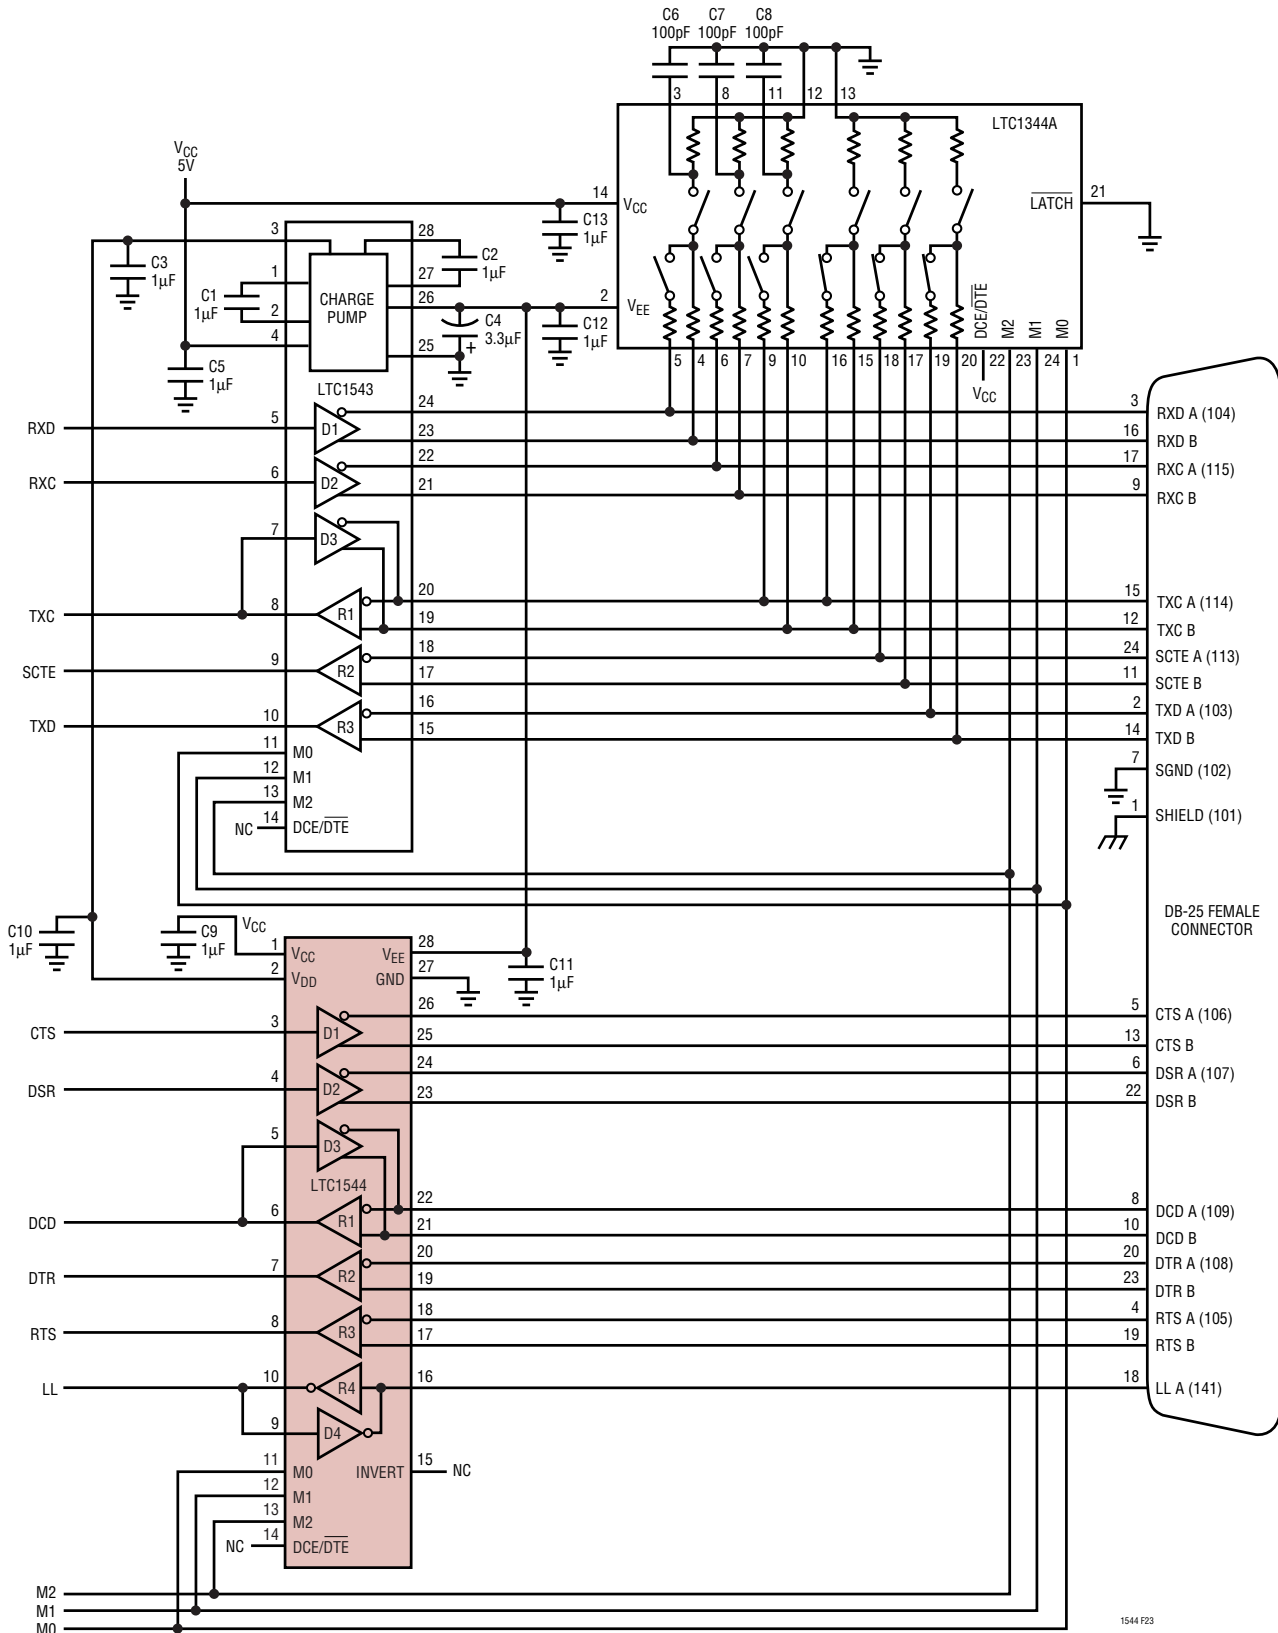 C6 C7 C8
100pF 100pF 100pF
3 8 11 12 13
LTC1344A
VCC
5V
14
VCC
C13
1µF
LATCH
21
3
28
C3
1µF
C2
1µF
1
27
C1
1µF
CHARGE
PUMP
26
2
VEE
2
4
C4
3.3µF
+
C12
1µF
DCE/DTE
M2
M1
M0
25
C5
1µF
LTC1543
5 4 6 7 9 10 16 15 18 17 19 20 22 23 24 1
VCC
RXD
5
D1
24
3
RXD A (104)
23
16
RXD B
RXC
6
D2
22
17
RXC A (115)
21
9
RXC B
7
D3
TXC
8
R1
20
15
TXC A (114)
19
12
TXC B
SCTE
9
R2
18
24
SCTE A (113)
17
11
SCTE B
TXD
10
R3
16
2
TXD A (103)
15
14
TXD B
11
M0
7
SGND (102)
12
M1
13
M2
1
SHIELD (101)
NC
14
DCE/DTE
DB-25 FEMALE
CONNECTOR
C10
1µF
C9
1µF
VCC
1
VCC
VEE
28
2
VDD
GND
27
C11
1µF
CTS
3
D1
26
5
CTS A (106)
25
13
CTS B
DSR
4
D2
24
6
DSR A (107)
23
22
DSR B
5
D3
LTC1544
DCD
6
R1
22
8
DCD A (109)
21
10
DCD B
DTR
7
R2
20
20
DTR A (108)
19
23
DTR B
RTS
8
R3
18
4
RTS A (105)
17
19
RTS B
LL
10
R4
16
18
LL A (141)
9
D4
11
M0
INVERT
15
NC
12
M1
13
M2
NC
14
DCE/DTE
M2
M1
M0
1544 F23